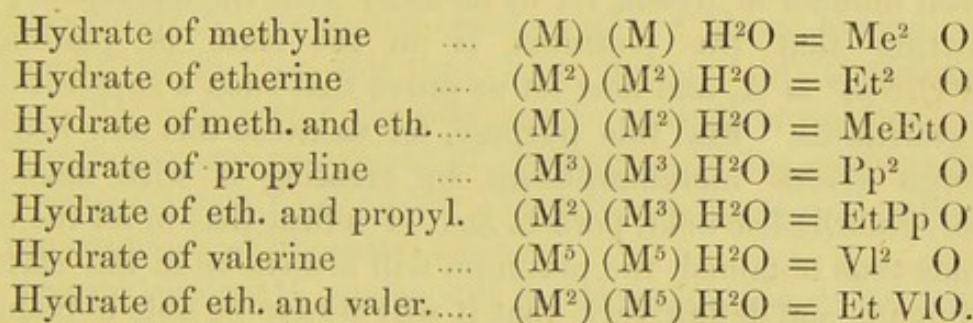 Hydrate of methyline .... (M) (M) H²O = Me² O
Hydrate of etherine .... (M²) (M²) H²O = Et² O
Hydrate of meth. and eth..... (M) (M²) H²O = MeEtO
Hydrate of propyline .... (M³) (M³) H²O = Pp² O
Hydrate of eth. and propyl. (M²) (M³) H²O = EtPp O
Hydrate of valerine .... (M⁵) (M⁵) H²O = Vl² O
Hydrate of eth. and valer..... (M²) (M⁵) H²O = Et VlO.